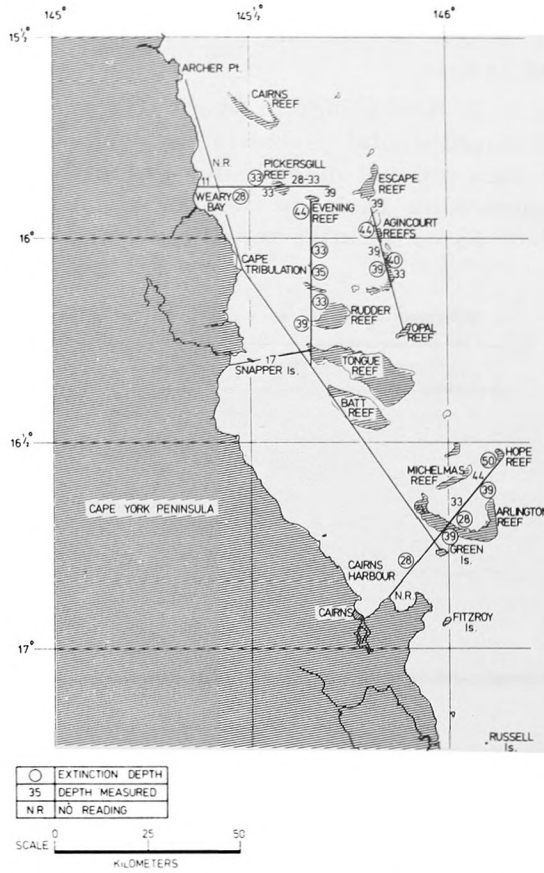 145° 145½° 146°
15½°
ARCHER Pt.
CAIRNS
REEF
N.R.
PICKERSGILL
REEF
33
28-33
11
33
39
WEARY
BAY
28
ESCAPE
REEF
39
44
EVENING
REEF
44
AGINCOURT
REEFS
16°
33
39
40
CAPE
TRIBULATION
35
39
33
33
RUDDER
REEF
39
TOPAL
REEF
17
SNAPPER Is.
TONGUE
REEF
BATT
REEF
16½°
HOPE
REEF
50
MICHELMAS
REEF
44
39
CAPE YORK PENINSULA
33
ARLINGTON
REEF
28
39
CAIRNS
HARBOUR
28
GREEN
Is.
N.R.
CAIRNS
FITZROY
Is.
17°
RUSSELL
Is.
EXTINCTION DEPTH
35 DEPTH MEASURED
N R NO READING
SCALE 0 25 50
KILOMETERS